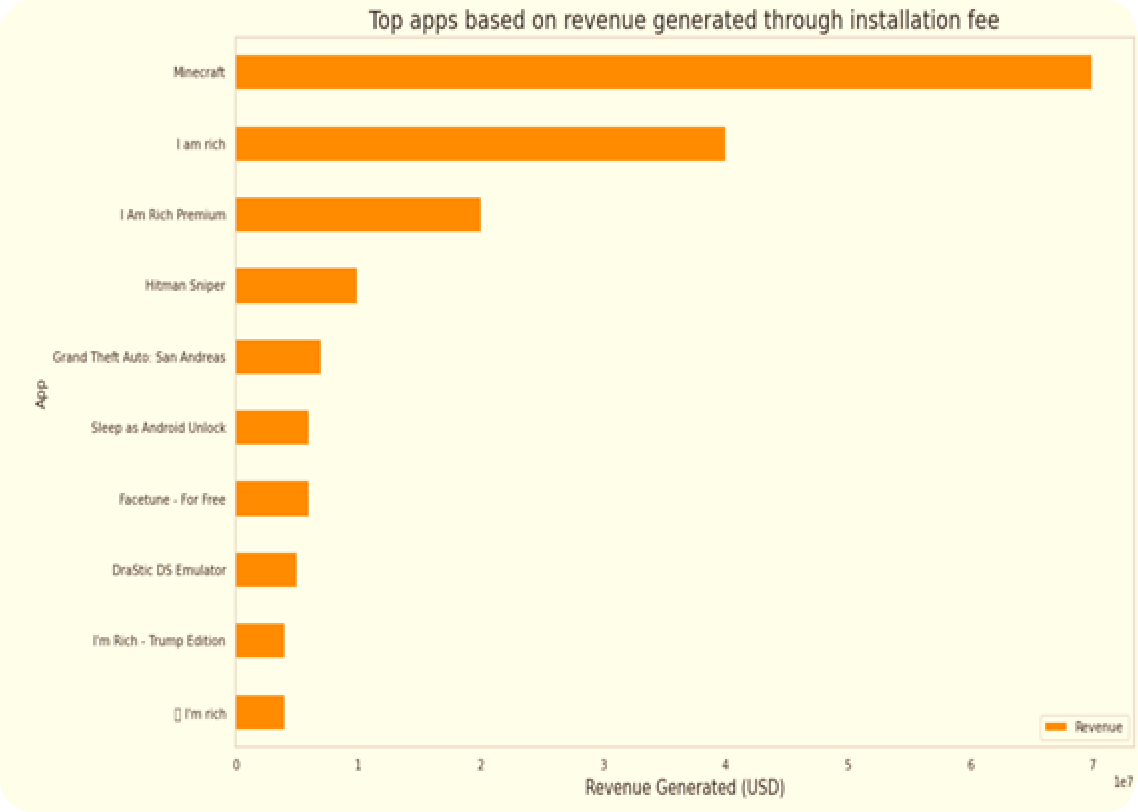 Top apps based on revenue generated through installation fee
Minecraft
I am rich
I Am Rich Premium
Hitman Sniper
Grand Theft Auto: San Andreas
App
Sleep as Android Unlock
Facetune - For Free
DraStic DS Emulator
I'm Rich - Trump Edition
▯ I'm rich
Revenue
0 1 2 3 4 5 6 7
1e7
Revenue Generated (USD)